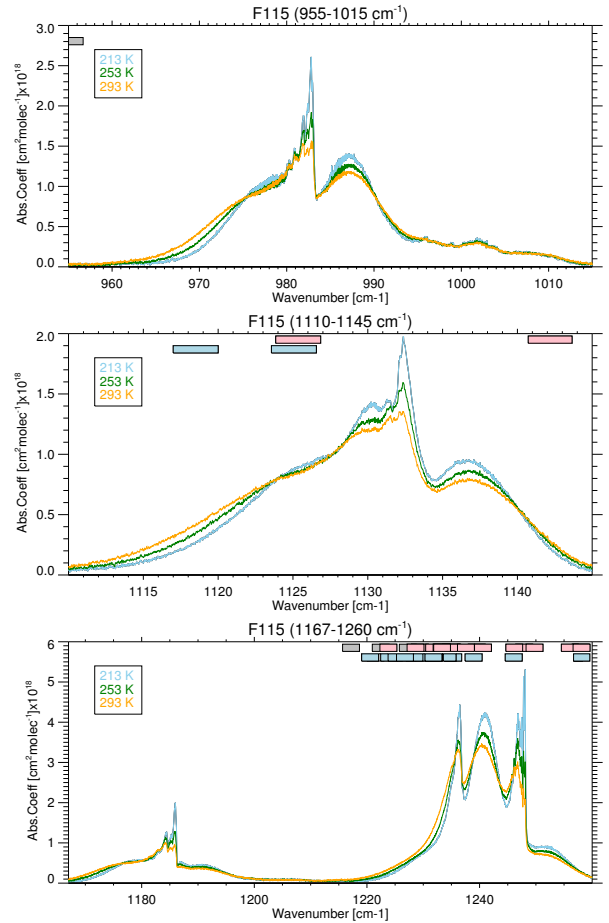 F115 (955-1015 cm⁻¹)
3.0
2.5
2.0
1.5
1.0
0.5
0.0
Abs.Coeff [cm²molec⁻¹]x10¹⁸
213 K
253 K
293 K
960 970 980 990 1000 1010
Wavenumber [cm-1]
F115 (1110-1145 cm⁻¹)
2.0
1.5
1.0
0.5
0.0
Abs.Coeff [cm²molec⁻¹]x10¹⁸
213 K
253 K
293 K
1115 1120 1125 1130 1135 1140
Wavenumber [cm-1]
F115 (1167-1260 cm⁻¹)
6
5
4
3
2
1
0
Abs.Coeff [cm²molec⁻¹]x10¹⁸
213 K
253 K
293 K
1180 1200 1220 1240
Wavenumber [cm-1]